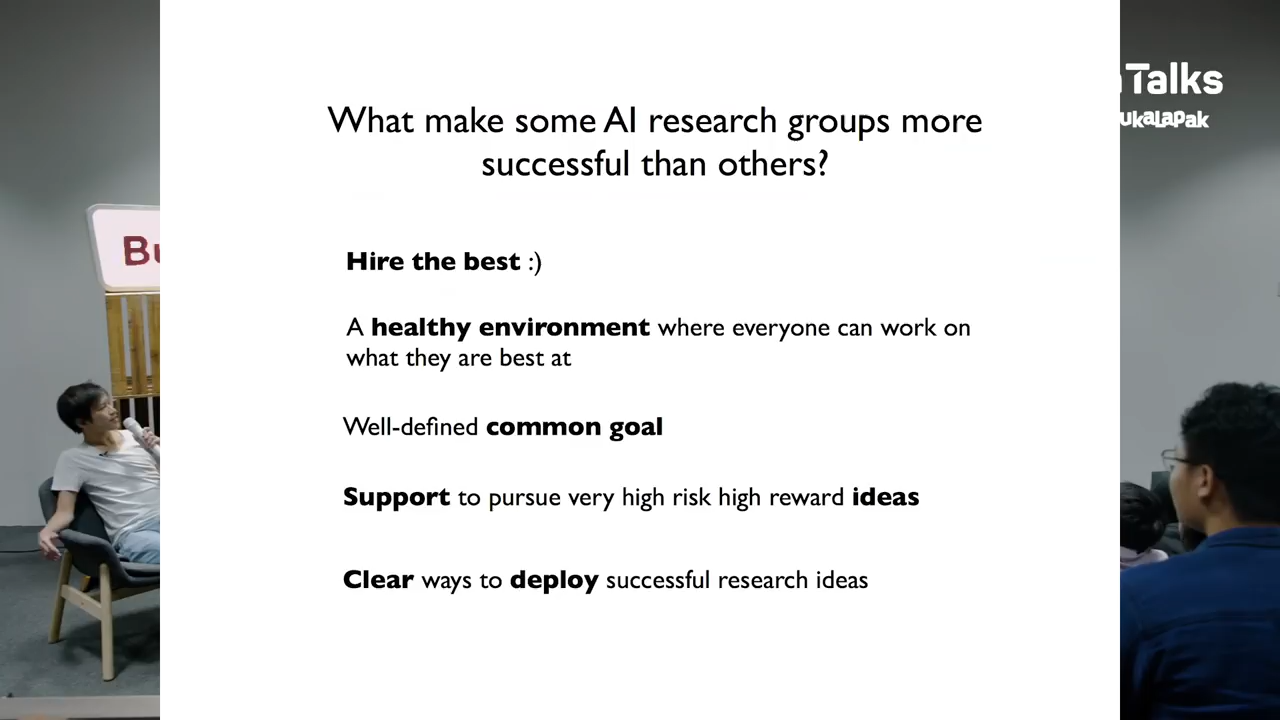 What make some AI research groups more
successful than others?
Hire the best :)
A healthy environment where everyone can work on
what they are best at
Well-defined common goal
Support to pursue very high risk high reward ideas
Clear ways to deploy successful research ideas
Talks
ukalapak
Bu